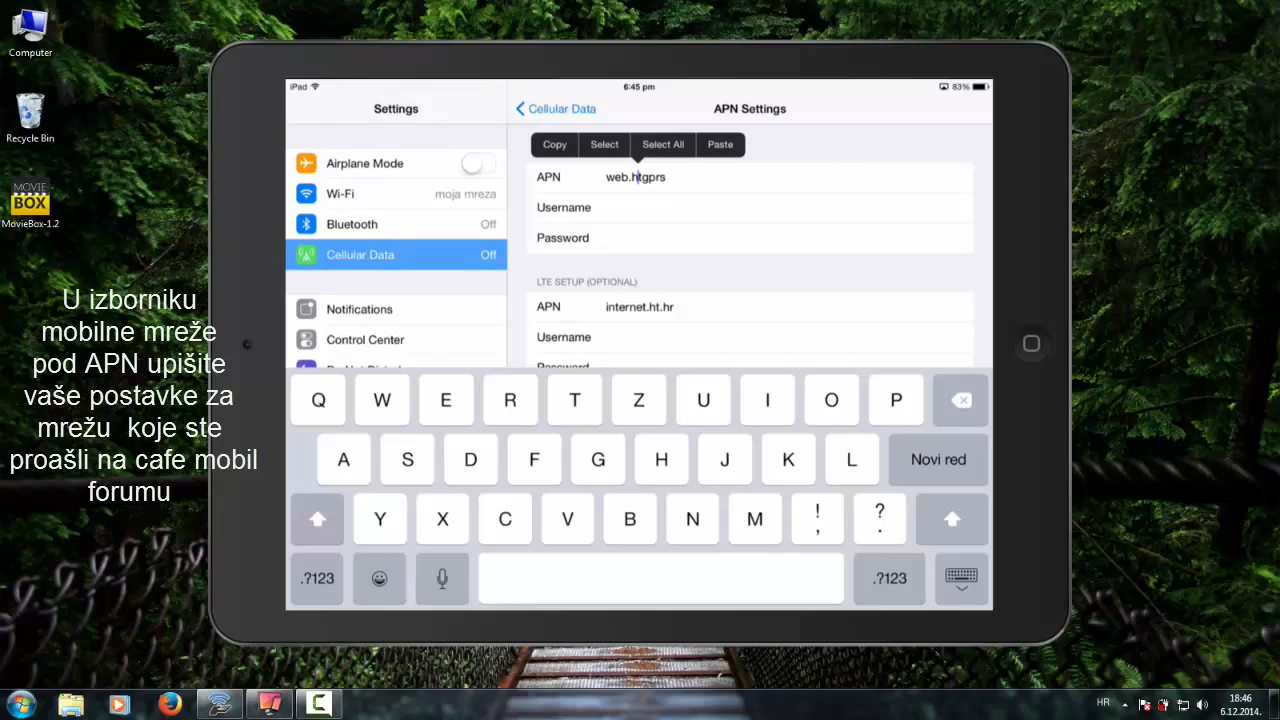 Computer
Recycle Bin
MOVIE
BOX
MovieBox-1.2
U izborniku
mobilne mreže
pod APN upišite
vaše postavke za
mrežu koje ste
proašli na cafe mobil
forumu
iPad
6:45 pm
83%
Settings
Airplane Mode
Wi-Fi
moja mreza
Bluetooth
Off
Cellular Data
Off
Notifications
Control Center
Cellular Data
APN Settings
Copy
Select
Select All
Paste
APN
web.htgprs
Username
Password
LTE SETUP (OPTIONAL)
APN
internet.ht.hr
Username
Password
Q W E R T Z U I O P
A S D F G H J K L Novi red
Y X C V B N M ! , ? .
.?123 .?123
HR
18:46
6.12.2014.